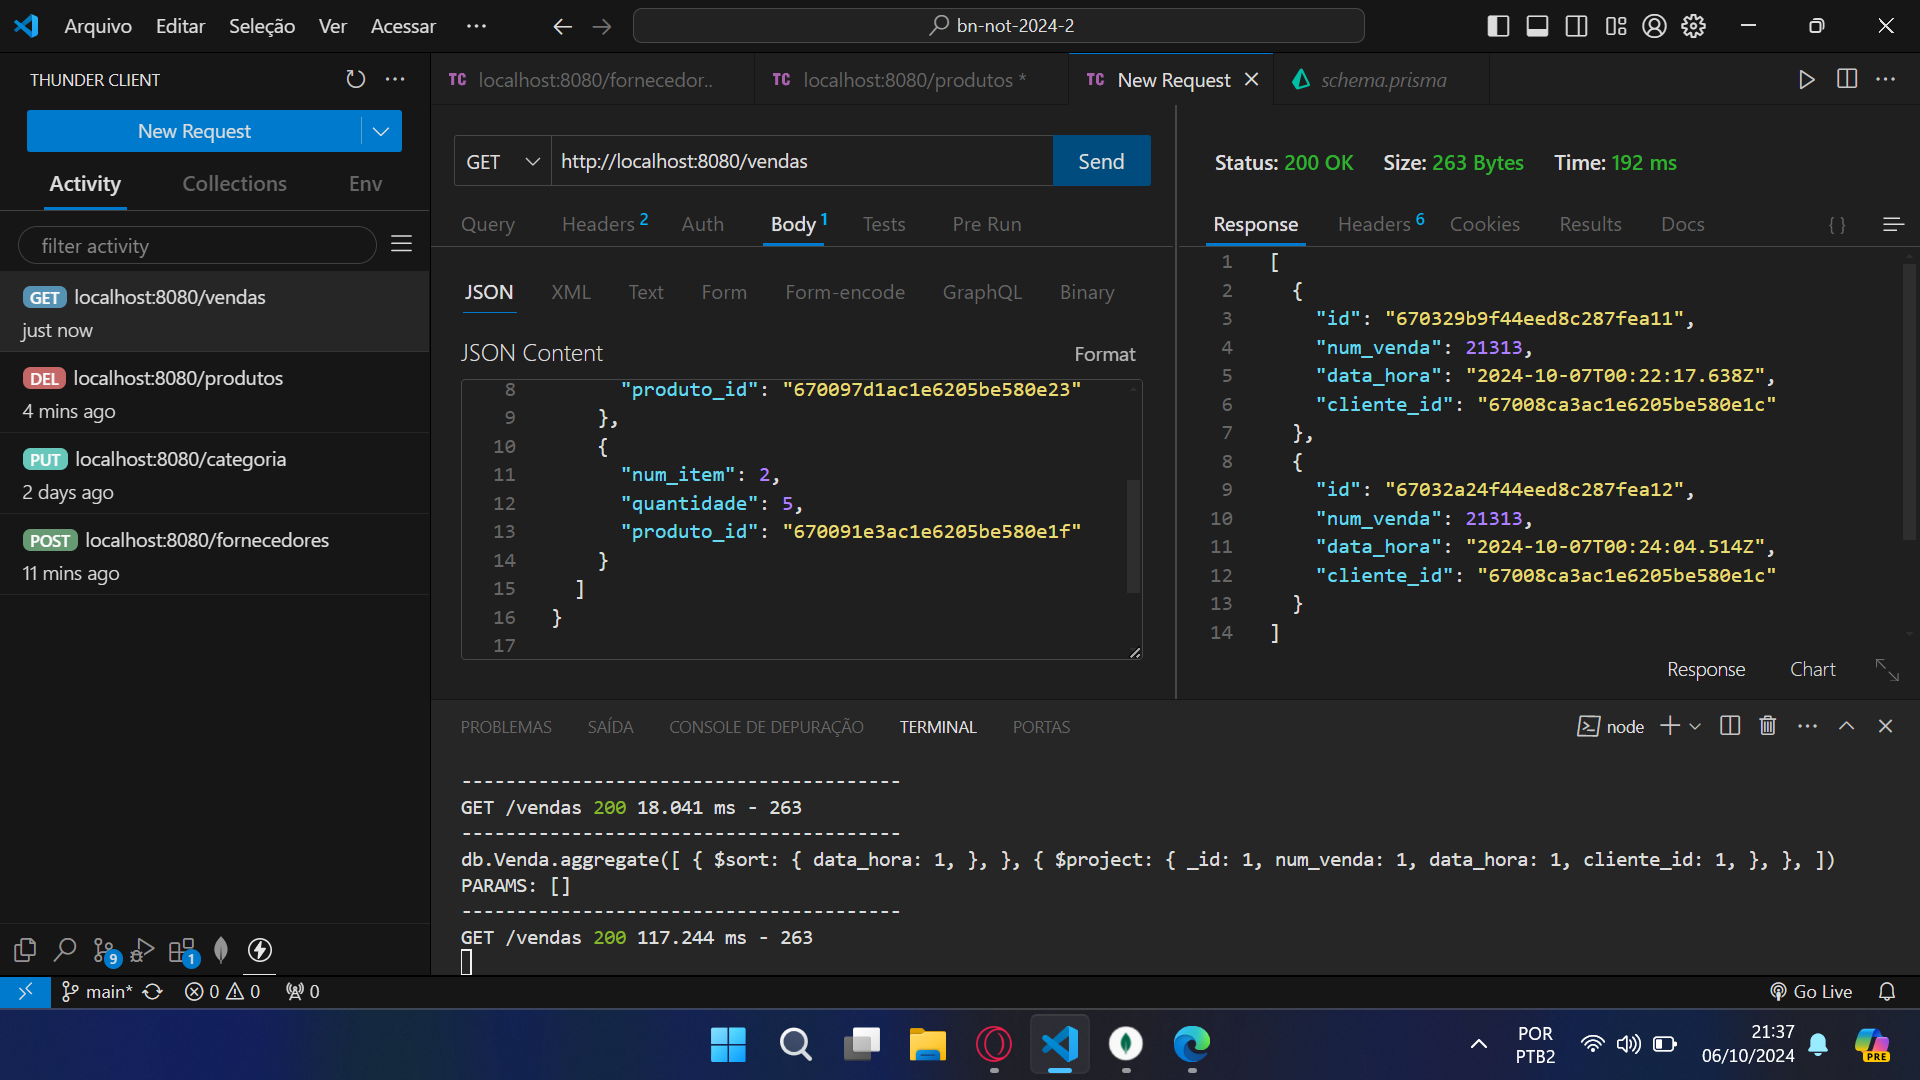 Arquivo Editar Seleção Ver Acessar ··· bn-not-2024-2
THUNDER CLIENT
New Request
Activity Collections Env
filter activity
GET localhost:8080/vendas
just now
DEL localhost:8080/produtos
4 mins ago
PUT localhost:8080/categoria
2 days ago
POST localhost:8080/fornecedores
11 mins ago
TC localhost:8080/fornecedor.. TC localhost:8080/produtos * TC New Request schema.prisma
GET http://localhost:8080/vendas Send
Query Headers 2 Auth Body 1 Tests Pre Run
JSON XML Text Form Form-encode GraphQL Binary
JSON Content Format
8 "produto_id": "670097d1ac1e6205be580e23"
9 },
10 {
11 "num_item": 2,
12 "quantidade": 5,
13 "produto_id": "670091e3ac1e6205be580e1f"
14 }
15 ]
16 }
17
Status: 200 OK Size: 263 Bytes Time: 192 ms
Response Headers 6 Cookies Results Docs { }
1 [
2 {
3 "id": "670329b9f44eed8c287fea11",
4 "num_venda": 21313,
5 "data_hora": "2024-10-07T00:22:17.638Z",
6 "cliente_id": "67008ca3ac1e6205be580e1c"
7 },
8 {
9 "id": "67032a24f44eed8c287fea12",
10 "num_venda": 21313,
11 "data_hora": "2024-10-07T00:24:04.514Z",
12 "cliente_id": "67008ca3ac1e6205be580e1c"
13 }
14 ]
Response Chart
PROBLEMAS SAÍDA CONSOLE DE DEPURAÇÃO TERMINAL PORTAS node
----------------------------------------
GET /vendas 200 18.041 ms - 263
----------------------------------------
db.Venda.aggregate([ { $sort: { data_hora: 1, }, }, { $project: { _id: 1, num_venda: 1, data_hora: 1, cliente_id: 1, }, }, ])
PARAMS: []
----------------------------------------
GET /vendas 200 117.244 ms - 263
9 1
main* 0 0 0 Go Live
POR
PTB2
21:37
06/10/2024
PRE